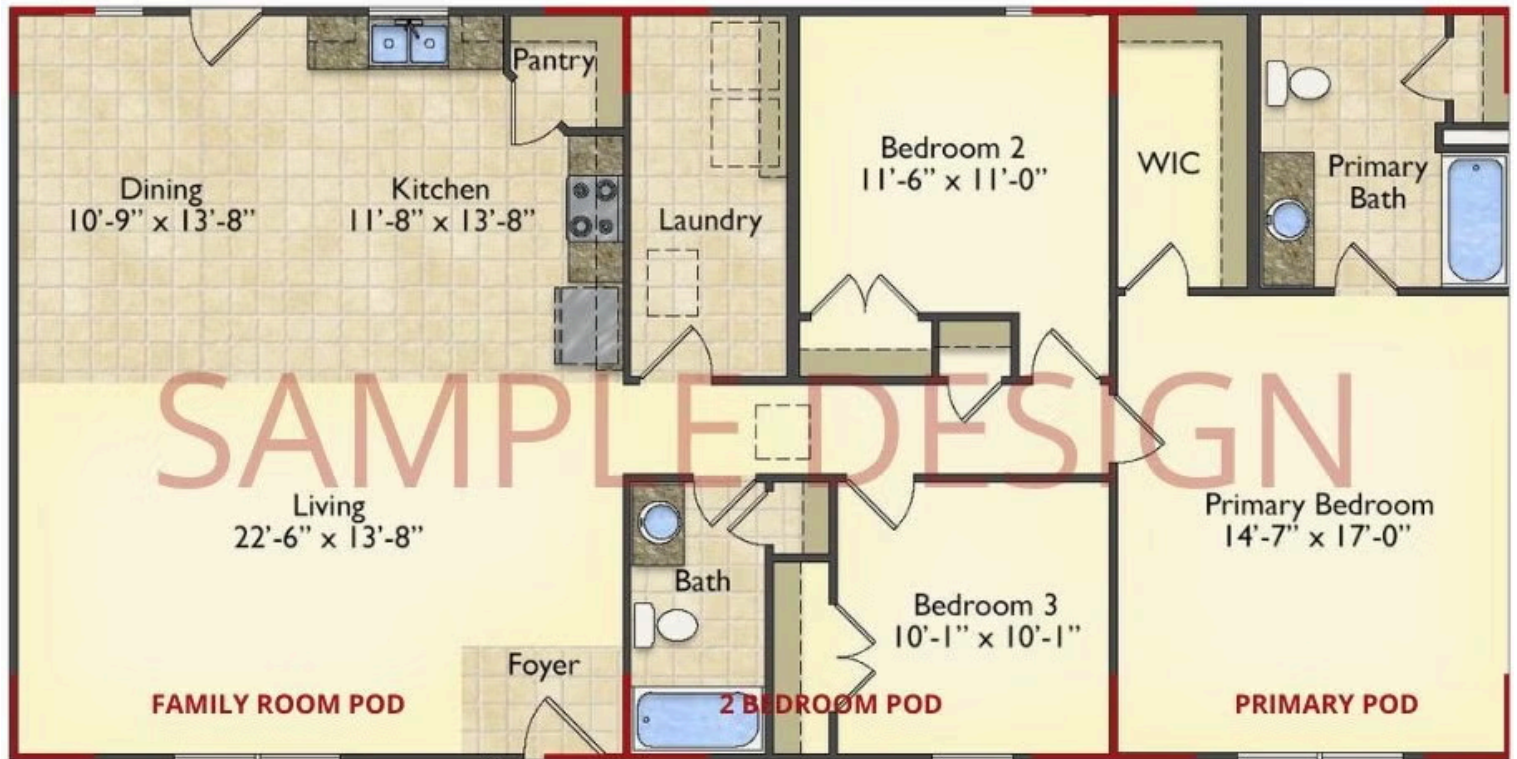 Pantry
Dining
10'-9" x 13'-8"
Kitchen
11'-8" x 13'-8"
Laundry
Bedroom 2
11'-6" x 11'-0"
WIC
Primary
Bath
SAMPLE DESIGN
Living
22'-6" x 13'-8"
Foyer
Bath
Bedroom 3
10'-1" x 10'-1"
Primary Bedroom
14'-7" x 17'-0"
FAMILY ROOM POD
2 BEDROOM POD
PRIMARY POD